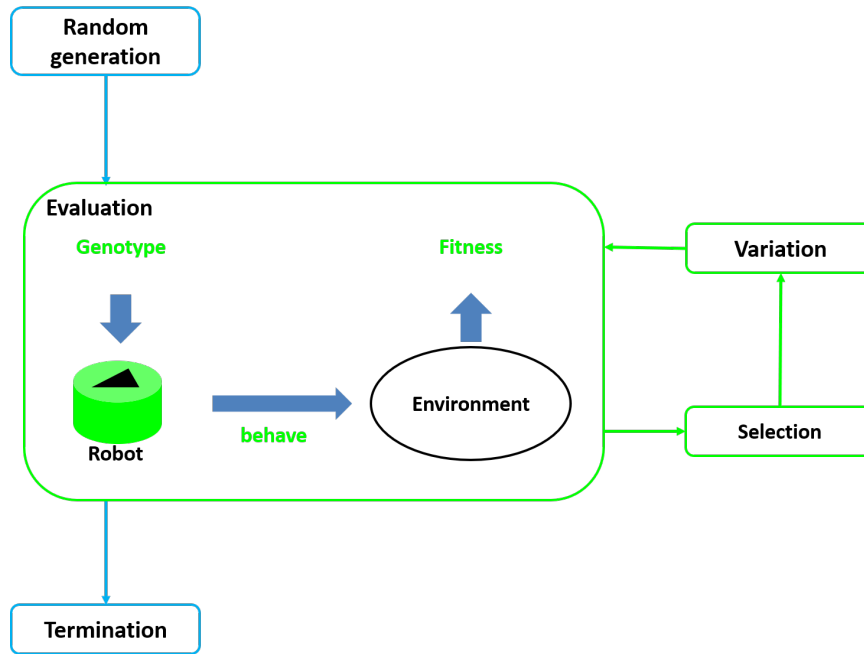 Random
generation
Evaluation
Genotype
Fitness
Variation
Environment
behave
Robot
Selection
Termination